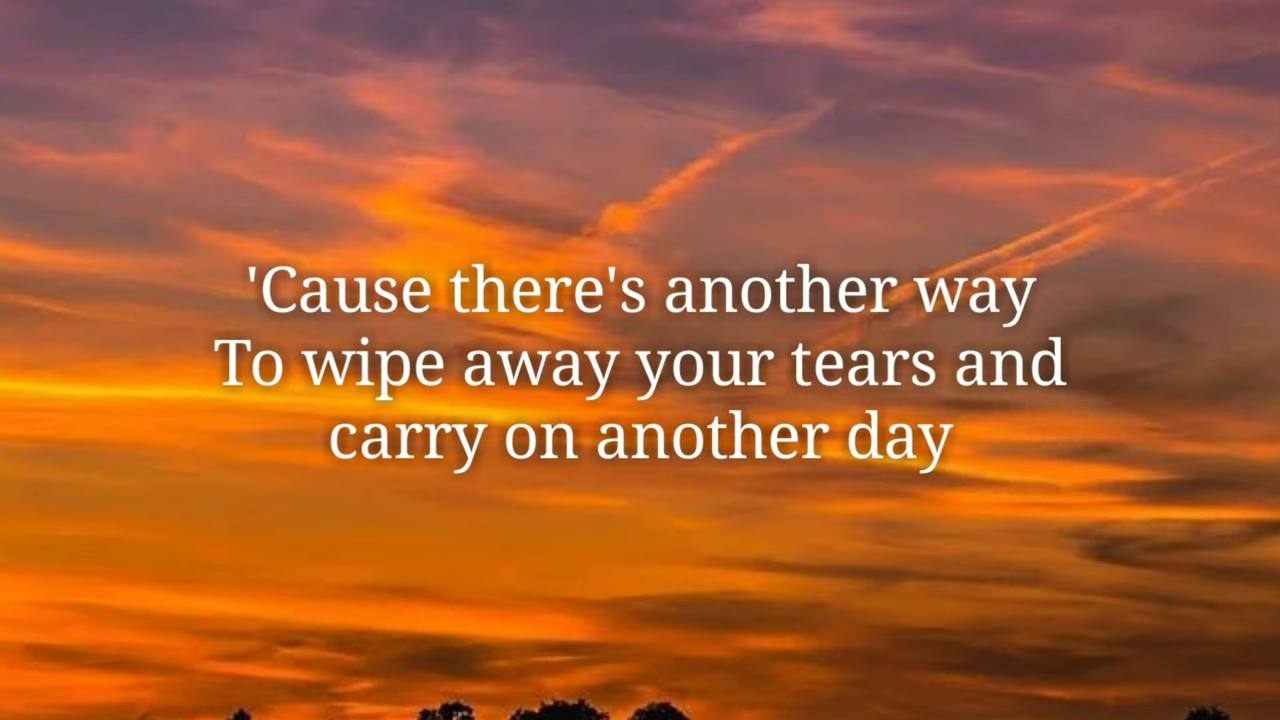 'Cause there's another way
To wipe away your tears and
carry on another day